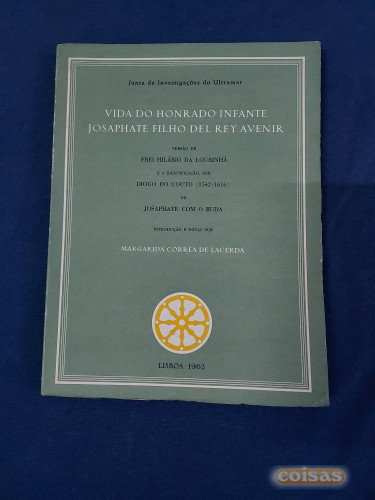 Junta de Investigações do Ultramar
VIDA DO HONRADO INFANTE
JOSAPHATE FILHO DEL REY AVENIR
VERSÃO DE
FREI HILÁRIO DA LOURINHÃ
E A IDENTIFICAÇÃO, POR
DIOGO DO COUTO (1542-1616)
DE
JOSAPHATE COM O BUDA
INTRODUÇÃO E NOTAS POR
MARGARIDA CORRÊA DE LACERDA
LISBOA · 1963
coisas